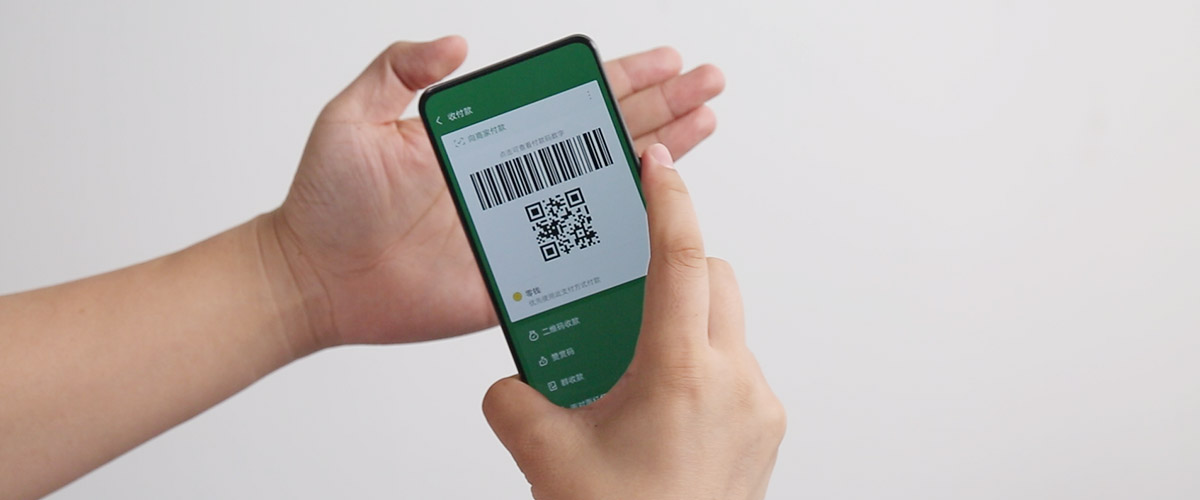 收付款
向商家付款
点击可查看付款码数字
零钱
优先使用此支付方式付款
二维码收款
赞赏码
群收款